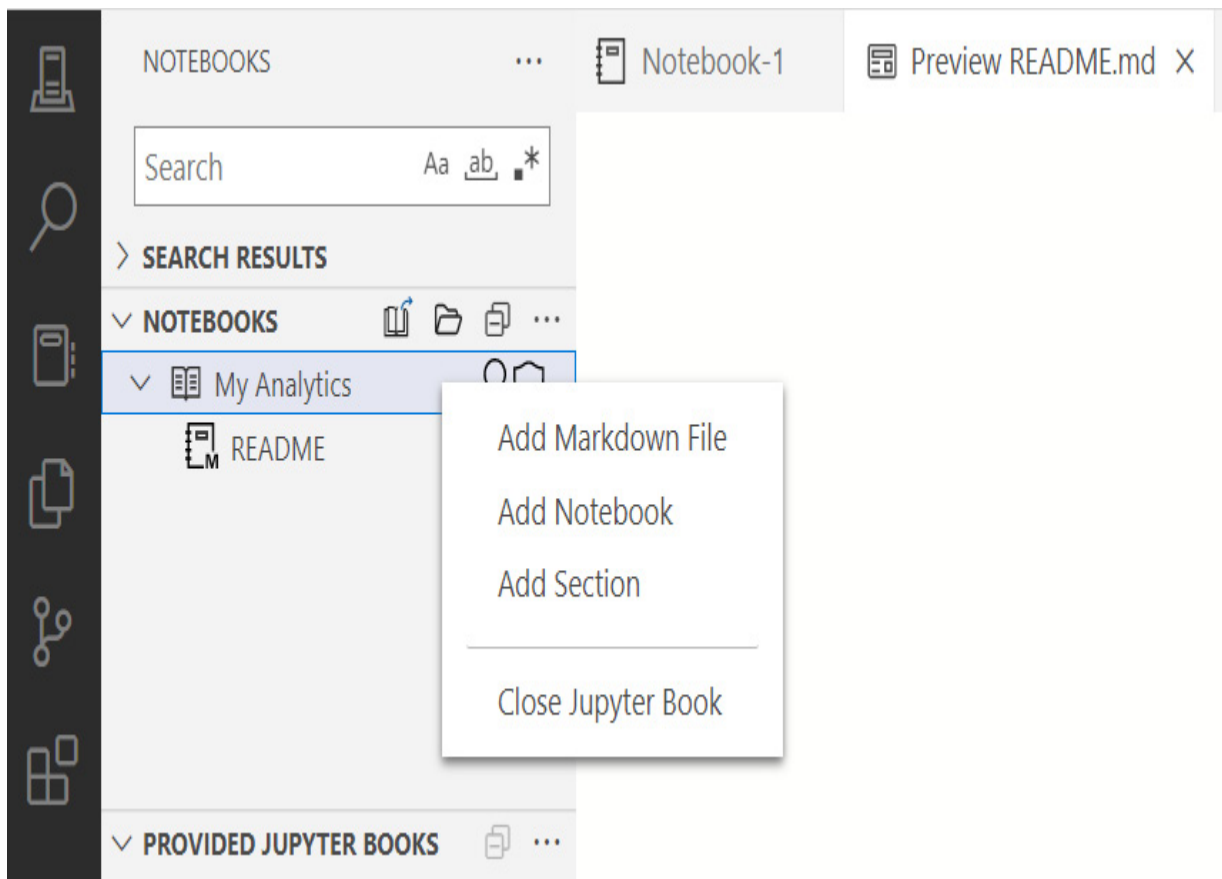 NOTEBOOKS ...
Notebook-1
Preview README.md ×
Search Aa ab *
SEARCH RESULTS
NOTEBOOKS ...
My Analytics
M README
Add Markdown File
Add Notebook
Add Section
Close Jupyter Book
PROVIDED JUPYTER BOOKS ...